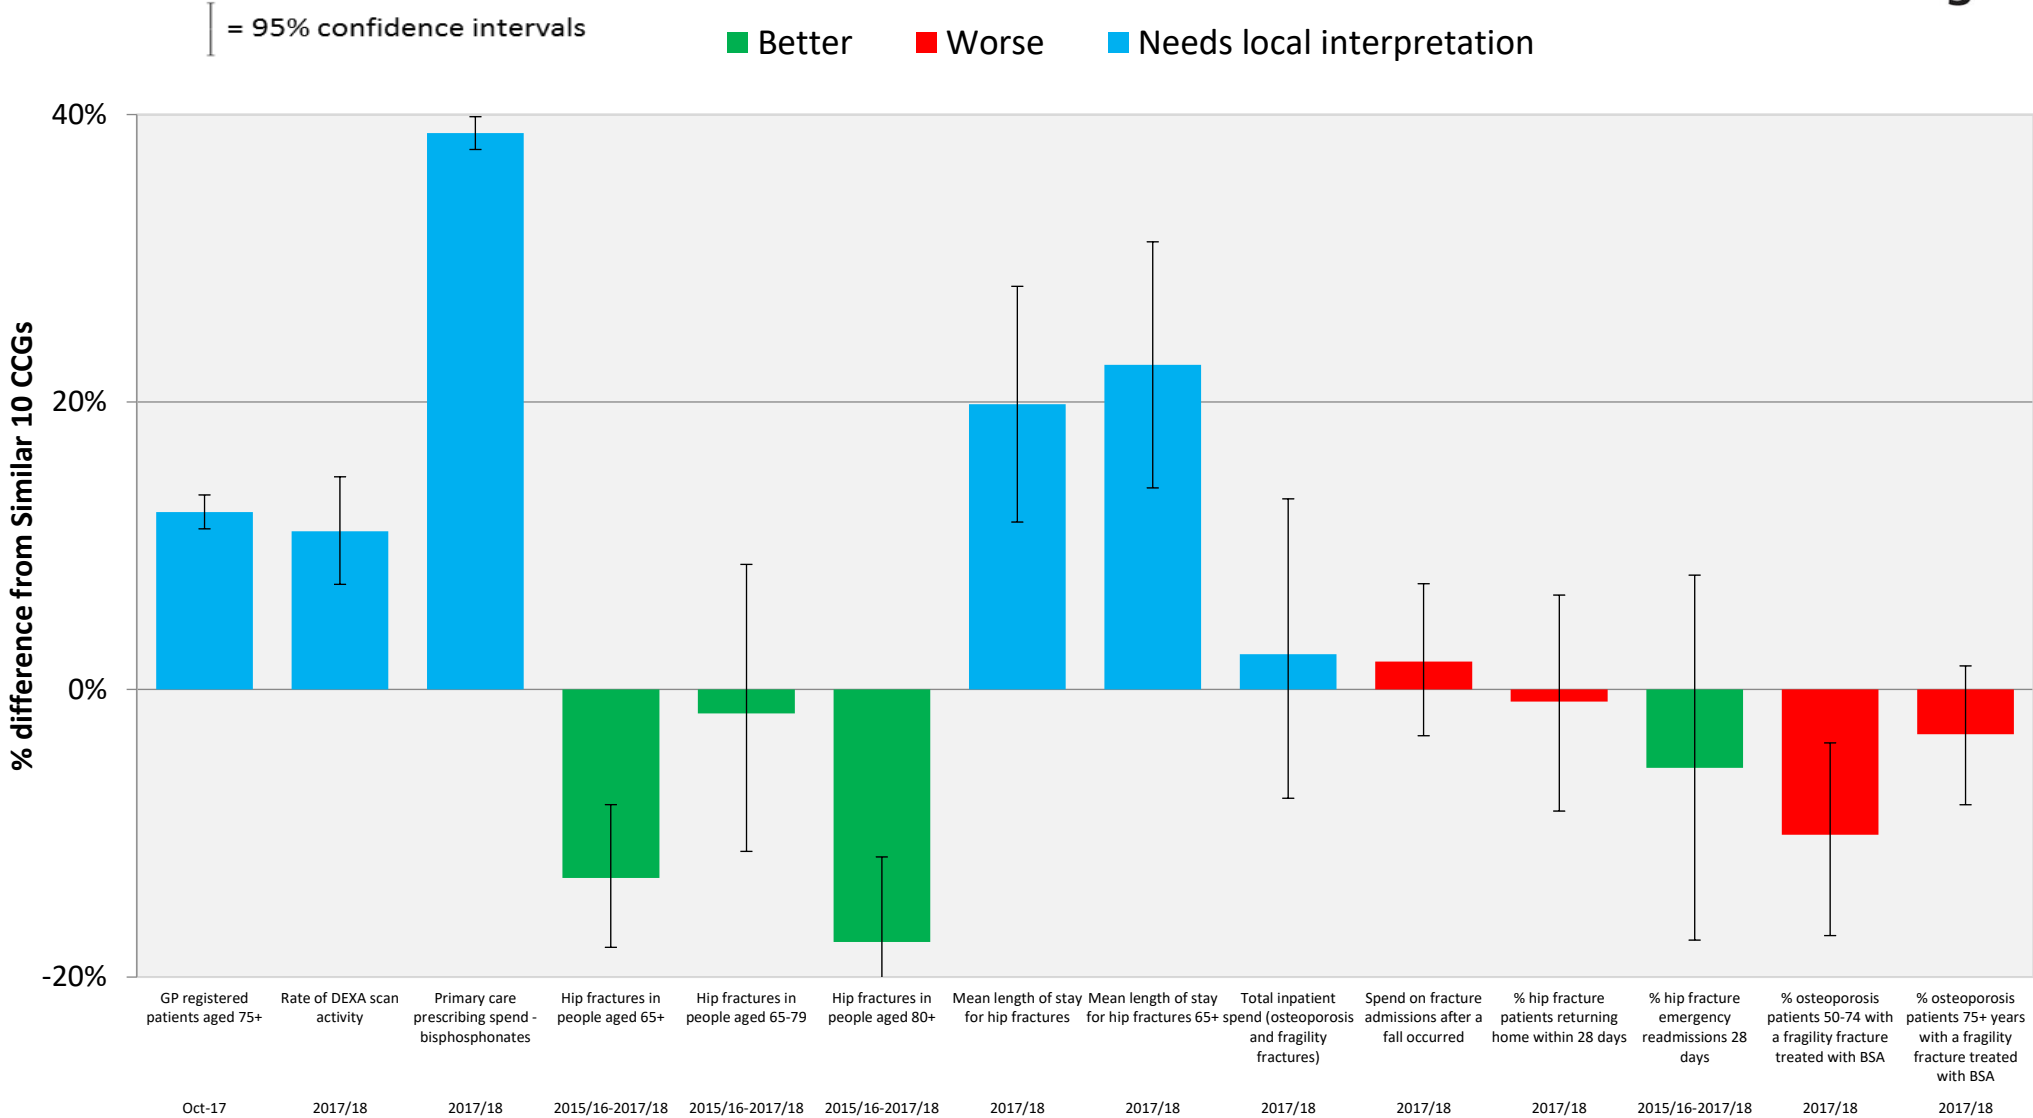 = 95% confidence intervals
Better Worse Needs local interpretation
% difference from Similar 10 CCGs
40%
20%
0%
-20%
GP registered
patients aged 75+
Oct-17
Rate of DEXA scan
activity
2017/18
Primary care
prescribing spend -
bisphosphonates
2017/18
Hip fractures in
people aged 65+
2015/16-2017/18
Hip fractures in
people aged 65-79
2015/16-2017/18
Hip fractures in
people aged 80+
2015/16-2017/18
Mean length of stay
for hip fractures
2017/18
Mean length of stay
for hip fractures 65+
2017/18
Total inpatient
spend (osteoporosis
and fragility
fractures)
2017/18
Spend on fracture
admissions after a
fall occurred
2017/18
% hip fracture
patients returning
home within 28 days
2017/18
% hip fracture
emergency
readmissions 28
days
2015/16-2017/18
% osteoporosis
patients 50-74 with
a fragility fracture
treated with BSA
2017/18
% osteoporosis
patients 75+ years
with a fragility
fracture treated
with BSA
2017/18